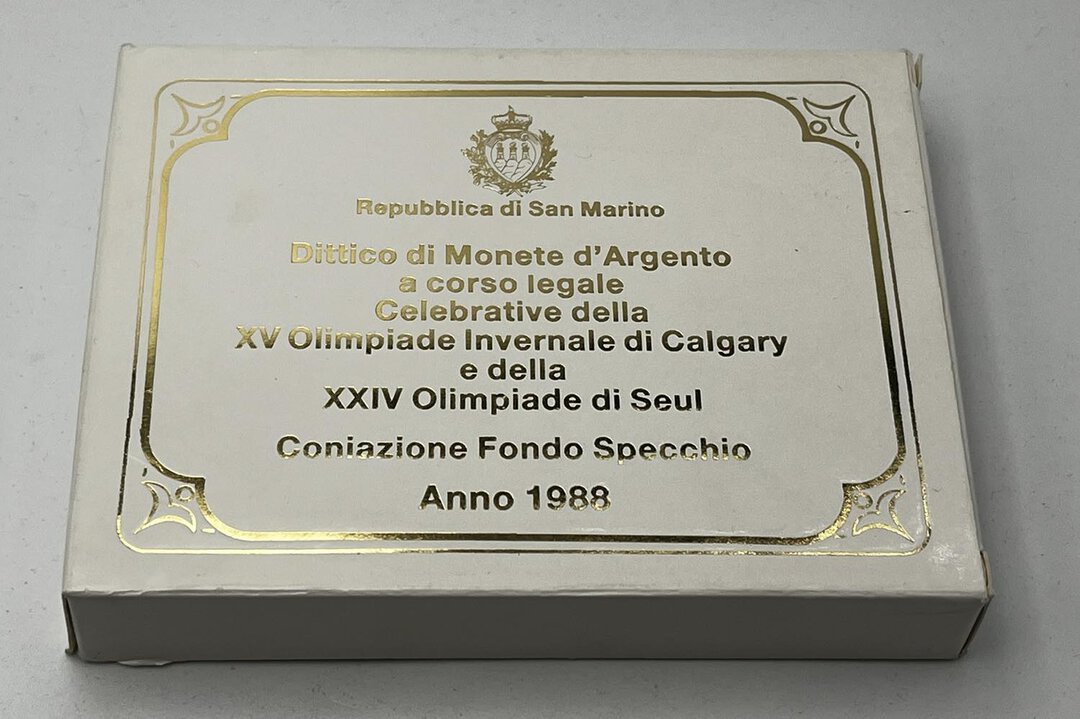 Repubblica di San Marino
Dittico di Monete d'Argento
a corso legale
Celebrative della
XV Olimpiade Invernale di Calgary
e della
XXIV Olimpiade di Seul
Coniazione Fondo Specchio
Anno 1988